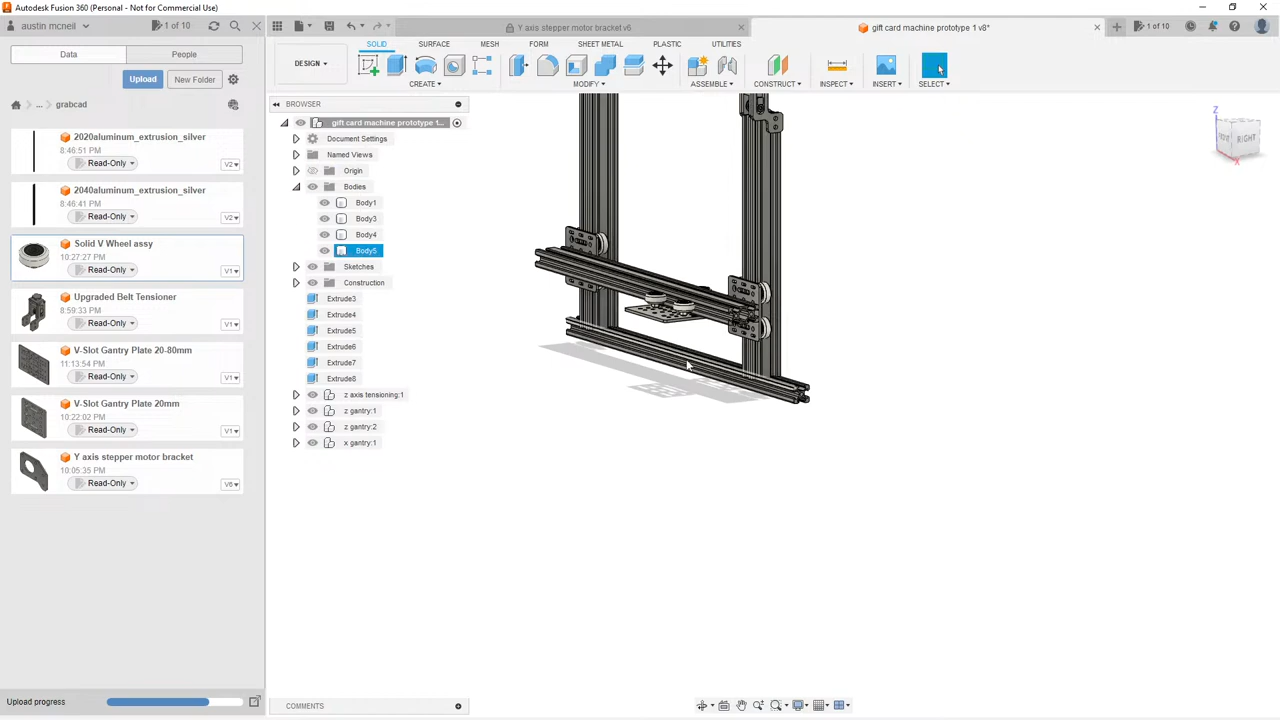 Autodesk Fusion 360 (Personal - Not for Commercial Use)
austin mcneil
1 of 10
Y axis stepper motor bracket v6
gift card machine prototype 1 v8*
1 of 10
Data
People
DESIGN
SOLID
SURFACE
MESH
FORM
SHEET METAL
PLASTIC
UTILITIES
CREATE
MODIFY
ASSEMBLE
CONSTRUCT
INSPECT
INSERT
SELECT
Upload
New Folder
... grabcad
BROWSER
gift card machine prototype 1...
Document Settings
Named Views
Origin
Bodies
Body1
Body3
Body4
Body5
Sketches
Construction
Extrude3
Extrude4
Extrude5
Extrude6
Extrude7
Extrude8
z axis tensioning:1
z gantry:1
z gantry:2
x gantry:1
2020aluminum_extrusion_silver
8:46:51 PM
Read-Only
V2
2040aluminum_extrusion_silver
8:46:41 PM
Read-Only
V2
Solid V Wheel assy
10:27:27 PM
Read-Only
V1
Upgraded Belt Tensioner
8:59:33 PM
Read-Only
V1
V-Slot Gantry Plate 20-80mm
11:13:54 PM
Read-Only
V1
V-Slot Gantry Plate 20mm
10:22:02 PM
Read-Only
V1
Y axis stepper motor bracket
10:05:35 PM
Read-Only
V6
Z
RIGHT
X
Upload progress
COMMENTS